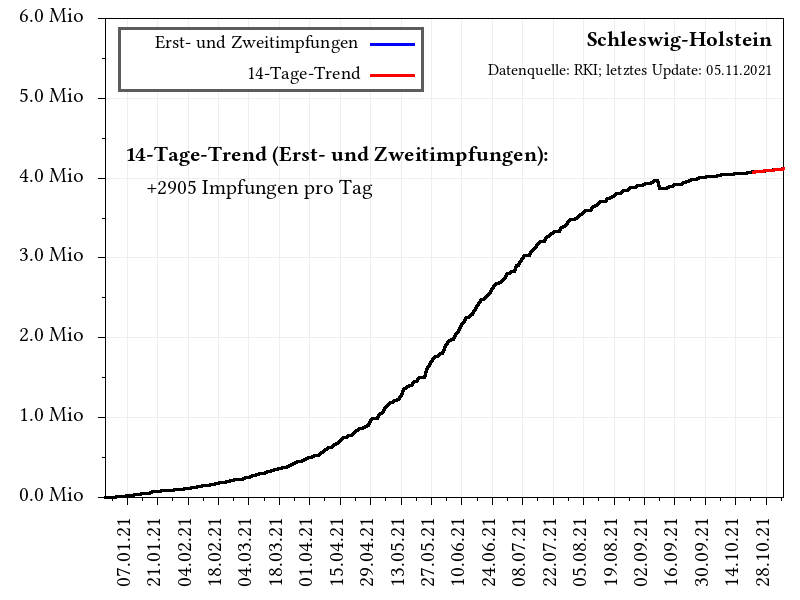 6.0 Mio
5.0 Mio
4.0 Mio
3.0 Mio
2.0 Mio
1.0 Mio
0.0 Mio
Erst- und Zweitimpfungen
14-Tage-Trend
Schleswig-Holstein
Datenquelle: RKI; letztes Update: 05.11.2021
14-Tage-Trend (Erst- und Zweitimpfungen):
+2905 Impfungen pro Tag
07.01.21
21.01.21
04.02.21
18.02.21
04.03.21
18.03.21
01.04.21
15.04.21
29.04.21
13.05.21
27.05.21
10.06.21
24.06.21
08.07.21
22.07.21
05.08.21
19.08.21
02.09.21
16.09.21
30.09.21
14.10.21
28.10.21